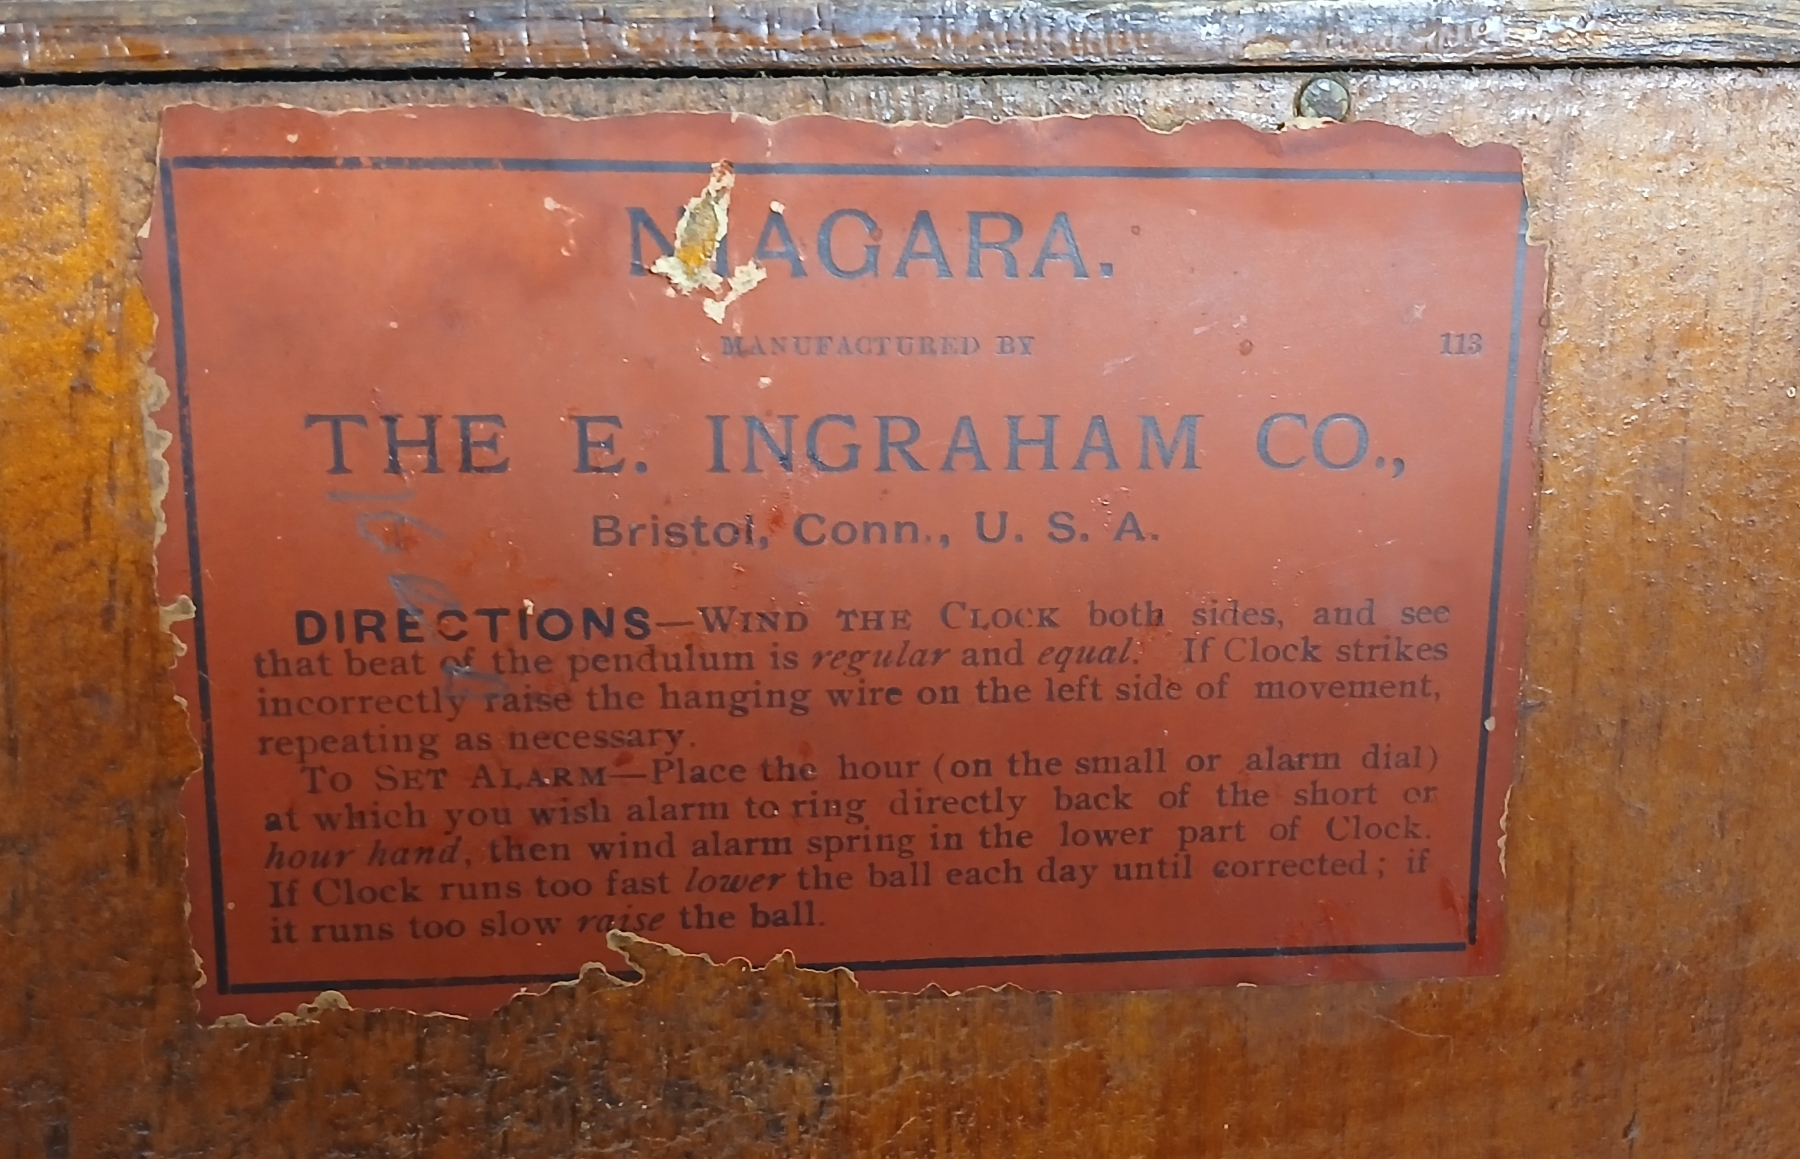 NIAGARA.
MANUFACTURED BY
113
THE E. INGRAHAM CO.,
Bristol, Conn., U. S. A.
DIRECTIONS—WIND THE CLOCK both sides, and see
that beat of the pendulum is regular and equal. If Clock strikes
incorrectly raise the hanging wire on the left side of movement,
repeating as necessary.
TO SET ALARM—Place the hour (on the small or alarm dial)
at which you wish alarm to ring directly back of the short or
hour hand, then wind alarm spring in the lower part of Clock.
If Clock runs too fast lower the ball each day until corrected; if
it runs too slow raise the ball.